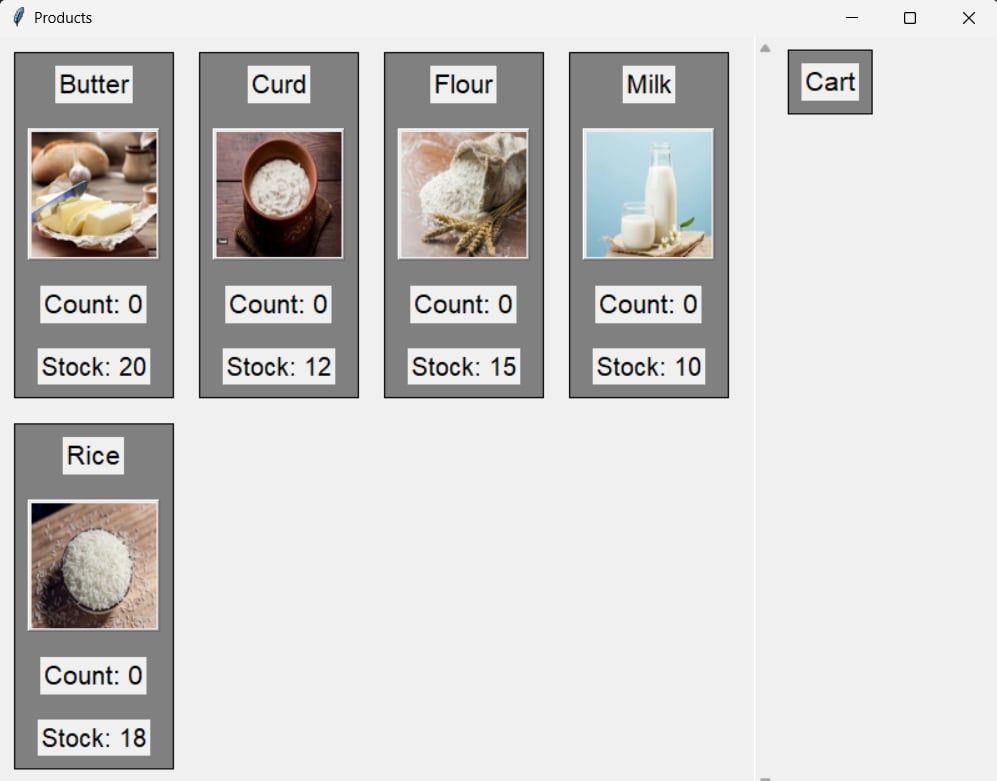 Products
Butter
Count: 0
Stock: 20
Curd
Count: 0
Stock: 12
Flour
Count: 0
Stock: 15
Milk
Count: 0
Stock: 10
Rice
Count: 0
Stock: 18
Cart